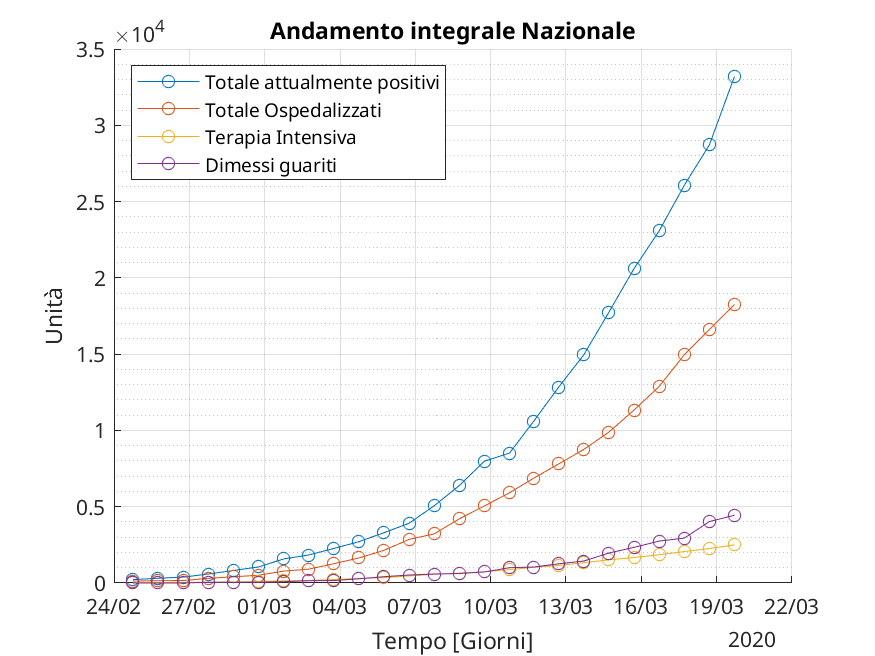 Andamento integrale Nazionale
×10⁴
3.5
3
2.5
2
1.5
1
0.5
0
Unità
Totale attualmente positivi
Totale Ospedalizzati
Terapia Intensiva
Dimessi guariti
24/02 27/02 01/03 04/03 07/03 10/03 13/03 16/03 19/03 22/03
Tempo [Giorni]
2020